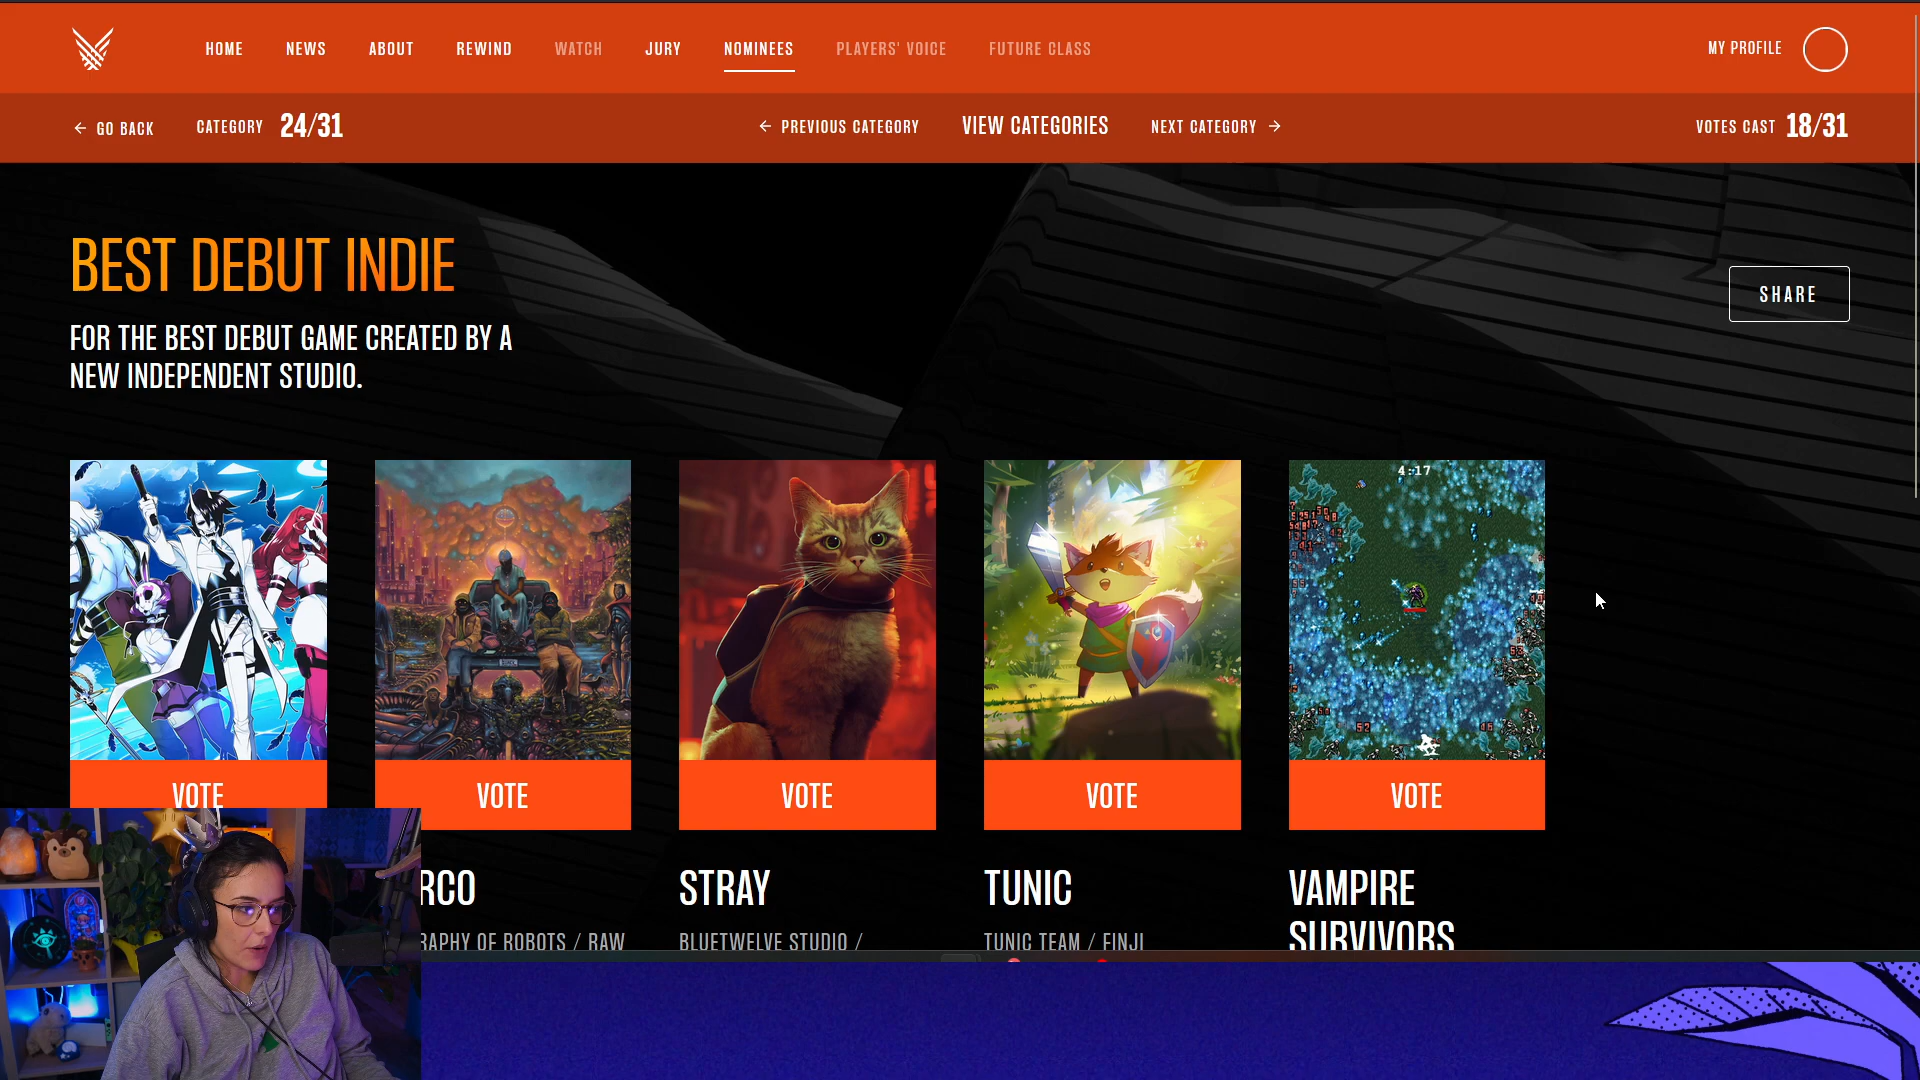 HOME NEWS ABOUT REWIND WATCH JURY NOMINEES PLAYERS' VOICE FUTURE CLASS MY PROFILE
← GO BACK CATEGORY 24/31 ← PREVIOUS CATEGORY VIEW CATEGORIES NEXT CATEGORY → VOTES CAST 18/31
BEST DEBUT INDIE
SHARE
FOR THE BEST DEBUT GAME CREATED BY A
NEW INDEPENDENT STUDIO.
4:17
VOTE VOTE VOTE VOTE VOTE
RCO STRAY TUNIC VAMPIRE
SURVIVORS
RAPHY OF ROBOTS / RAW BLUETWELVE STUDIO / TUNIC TEAM / FINJI